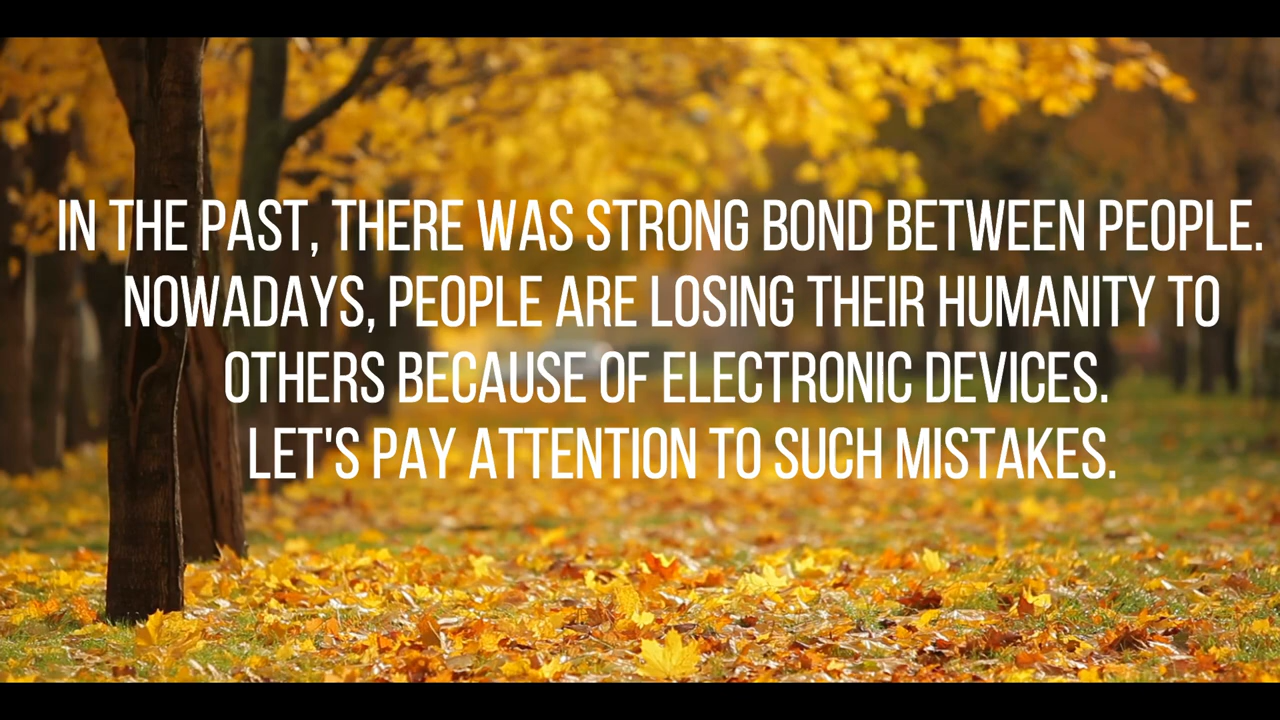 IN THE PAST, THERE WAS STRONG BOND BETWEEN PEOPLE.
NOWADAYS, PEOPLE ARE LOSING THEIR HUMANITY TO
OTHERS BECAUSE OF ELECTRONIC DEVICES.
LET'S PAY ATTENTION TO SUCH MISTAKES.